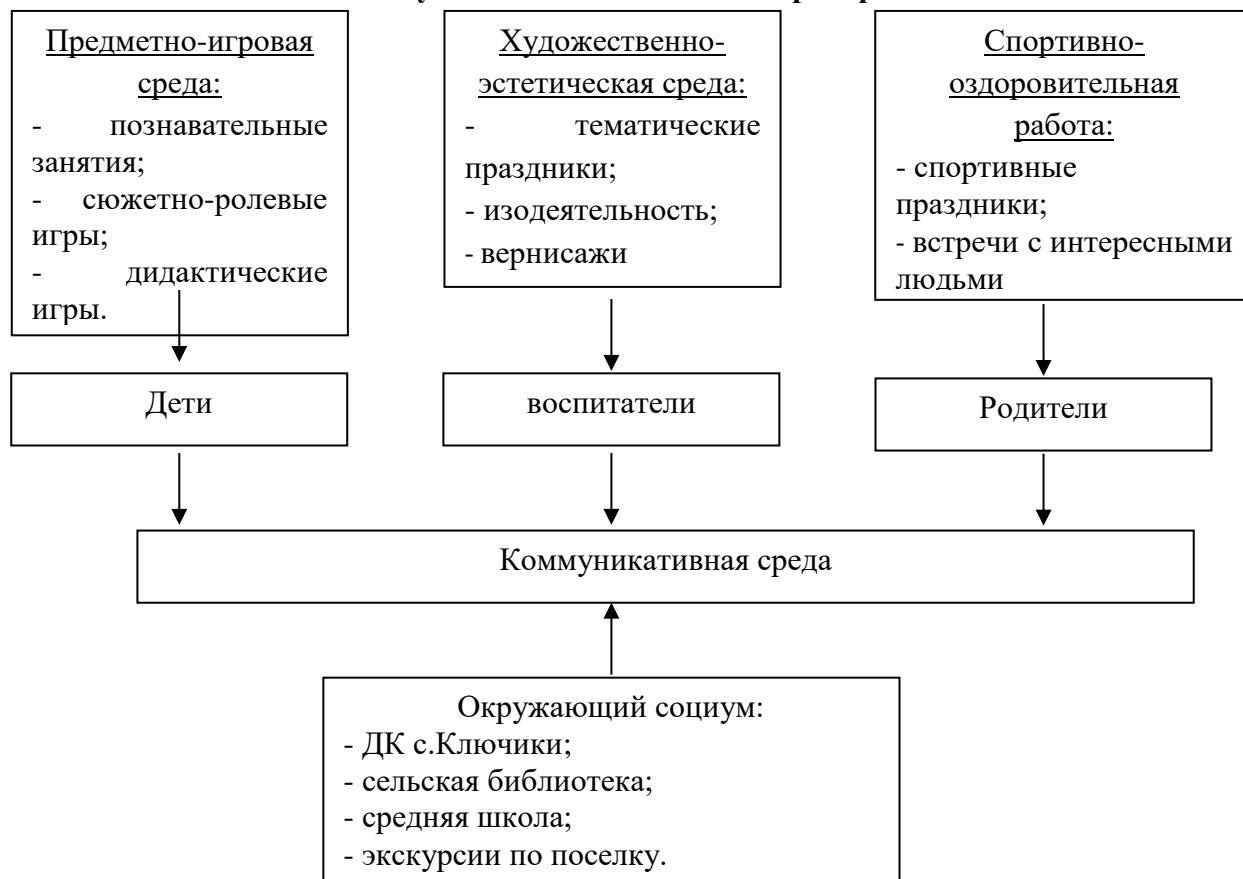 Предметно-игровая
среда:
- познавательные
занятия;
- сюжетно-ролевые
игры;
- дидактические
игры.
Художественно-
эстетическая среда:
- тематические
праздники;
- изодеятельность;
- вернисажи
Спортивно-
оздоровительная
работа:
- спортивные
праздники;
- встречи с интересными
людьми
Дети
воспитатели
Родители
Коммуникативная среда
Окружающий социум:
- ДК с.Ключики;
- сельская библиотека;
- средняя школа;
- экскурсии по поселку.